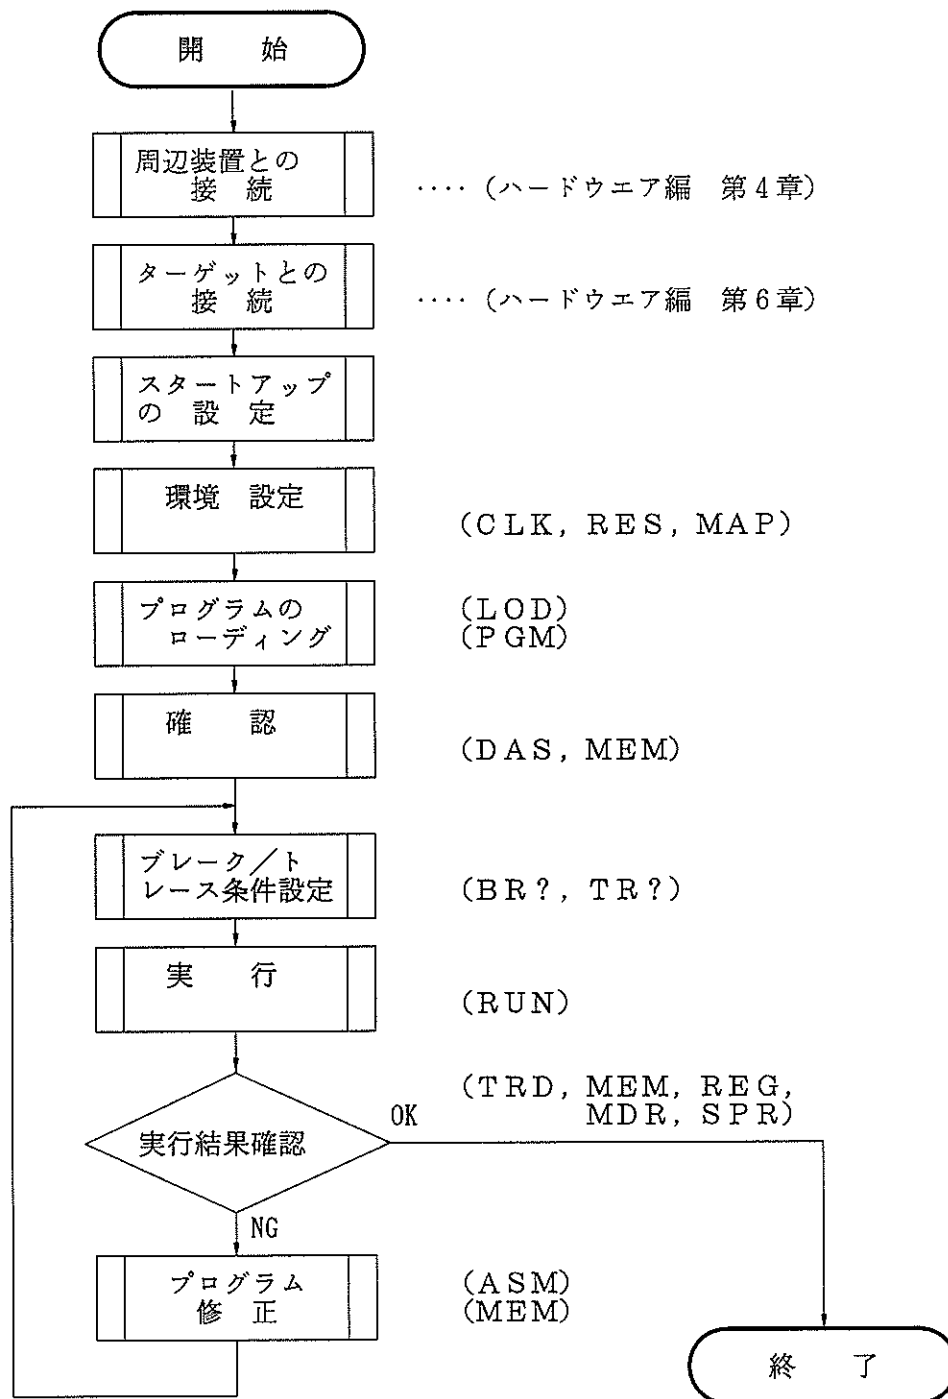 開　始
周辺装置との
接　続
‥‥（ハードウエア編　第４章）
ターゲットとの
接　続
‥‥（ハードウエア編　第６章）
スタートアップ
の　設　定
環境　設定
（CLK, RES, MAP）
プログラムの
ローディング
（LOD）
（PGM）
確　認
（DAS, MEM）
ブレーク／ト
レース条件設定
（BR?, TR?）
実　行
（RUN）
実行結果確認
OK
（TRD, MEM, REG,
MDR, SPR）
NG
プログラム
修　正
（ASM）
（MEM）
終　了